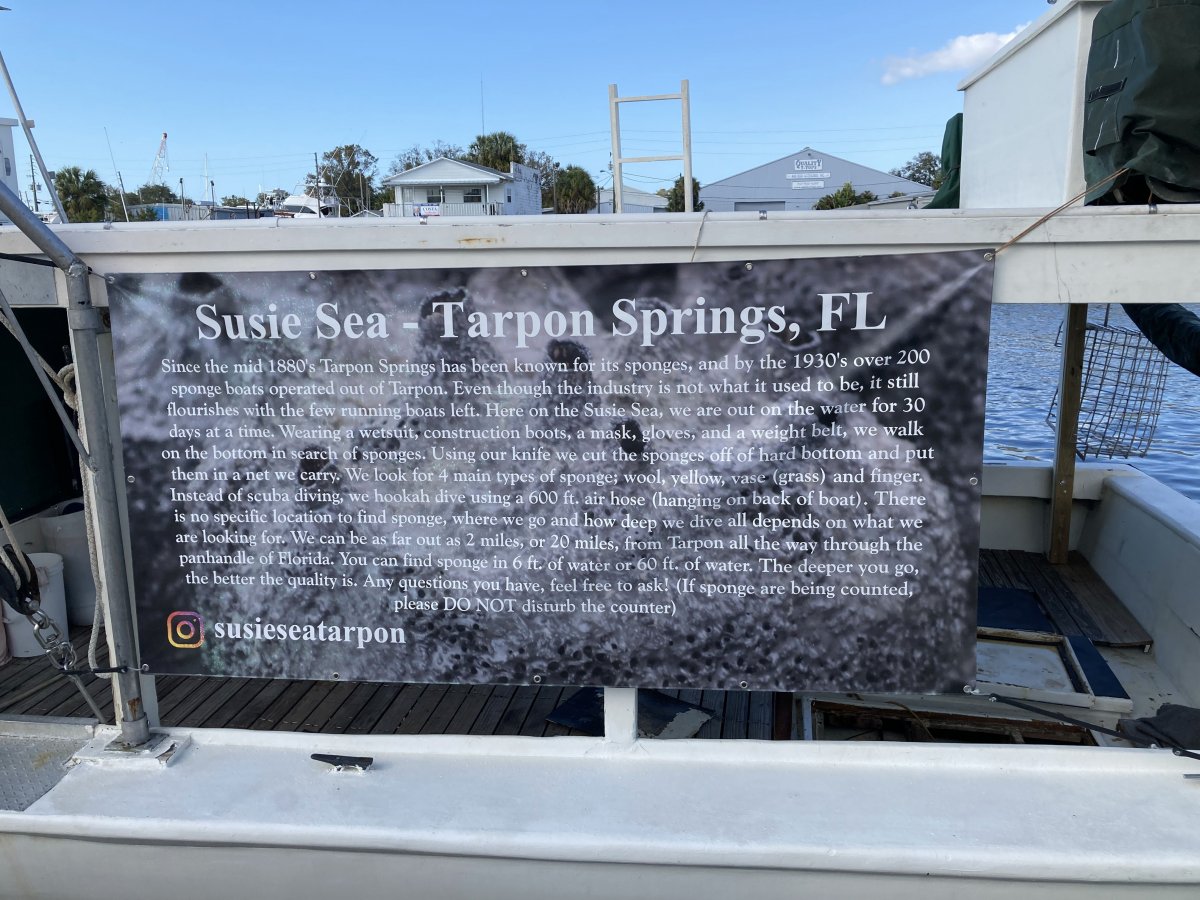 QUALITY
Susie Sea - Tarpon Springs, FL
Since the mid 1880's Tarpon Springs has been known for its sponges, and by the 1930's over 200
sponge boats operated out of Tarpon. Even though the industry is not what it used to be, it still
flourishes with the few running boats left. Here on the Susie Sea, we are out on the water for 30
days at a time. Wearing a wetsuit, construction boots, a mask, gloves, and a weight belt, we walk
on the bottom in search of sponges. Using our knife we cut the sponges off of hard bottom and put
them in a net we carry. We look for 4 main types of sponge; wool, yellow, vase (grass) and finger.
Instead of scuba diving, we hookah dive using a 600 ft. air hose (hanging on back of boat). There
is no specific location to find sponge, where we go and how deep we dive all depends on what we
are looking for. We can be as far out as 2 miles, or 20 miles, from Tarpon all the way through the
panhandle of Florida. You can find sponge in 6 ft. of water or 60 ft. of water. The deeper you go,
the better the quality is. Any questions you have, feel free to ask! (If sponge are being counted,
please DO NOT disturb the counter)
susieseatarpon